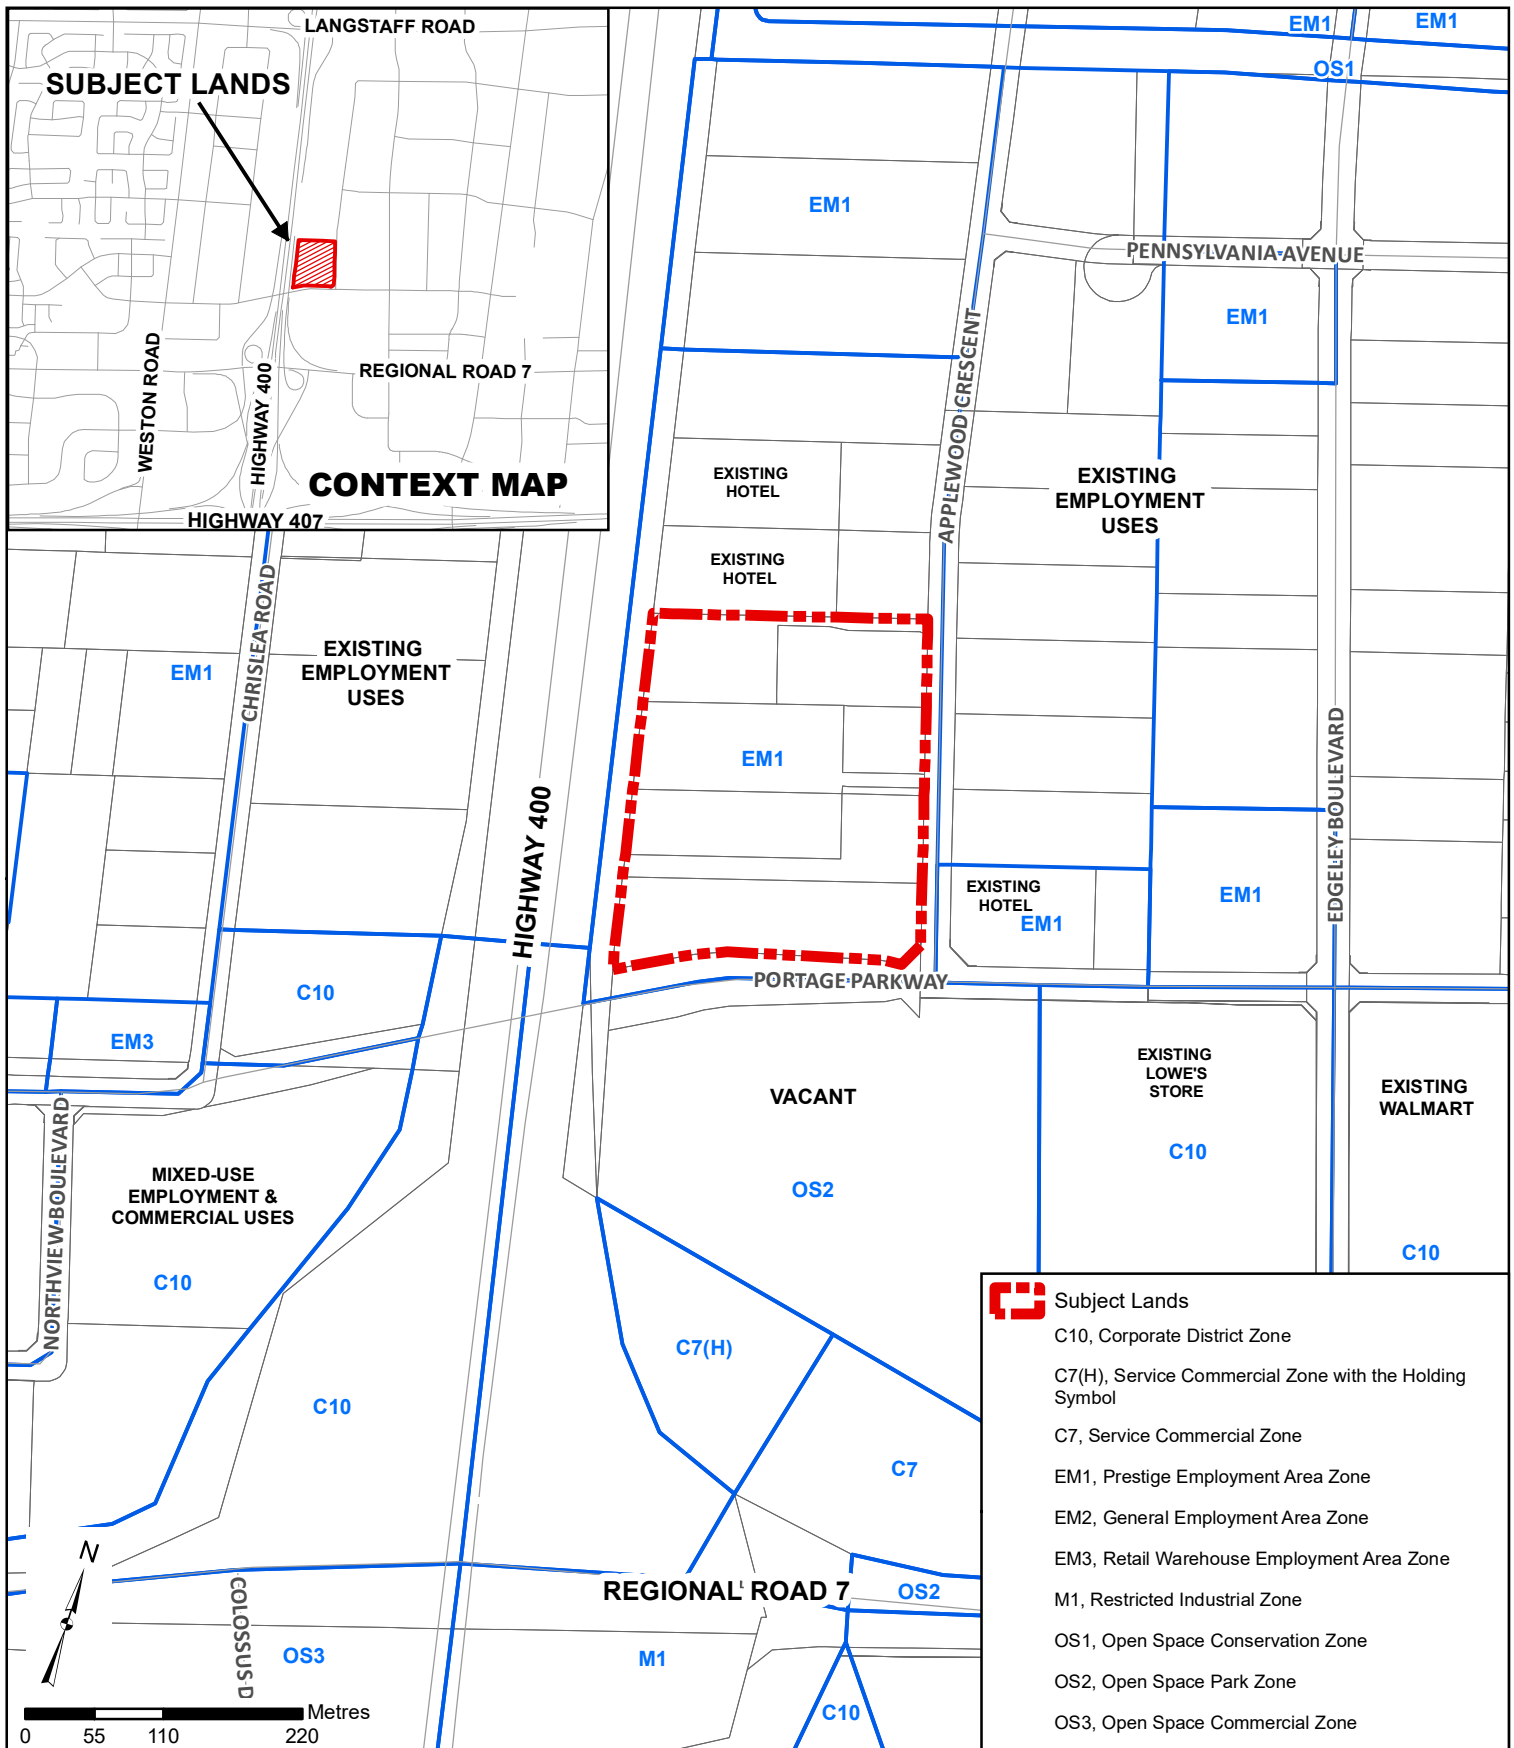 LANGSTAFF ROAD
SUBJECT LANDS
WESTON ROAD
HIGHWAY 400
REGIONAL ROAD 7
CONTEXT MAP
HIGHWAY 407
EM1
EM1
OS1
EM1
PENNSYLVANIA AVENUE
EM1
APPLEWOOD CRESCENT
EXISTING
HOTEL
EXISTING
EMPLOYMENT
USES
EXISTING
HOTEL
CHRISLEA ROAD
EXISTING
EMPLOYMENT
USES
EM1
EM1
HIGHWAY 400
EDGELEY BOULEVARD
EXISTING
HOTEL
EM1
EM1
PORTAGE PARKWAY
C10
EM3
VACANT
EXISTING
LOWE'S
STORE
EXISTING
WALMART
C10
NORTHVIEW BOULEVARD
MIXED-USE
EMPLOYMENT &
COMMERCIAL USES
OS2
C10
C10
C7(H)
C10
C7
REGIONAL ROAD 7
OS2
COLOSSUS D
OS3
M1
C10
N
Metres
0 55 110 220
Subject Lands
C10, Corporate District Zone
C7(H), Service Commercial Zone with the Holding
Symbol
C7, Service Commercial Zone
EM1, Prestige Employment Area Zone
EM2, General Employment Area Zone
EM3, Retail Warehouse Employment Area Zone
M1, Restricted Industrial Zone
OS1, Open Space Conservation Zone
OS2, Open Space Park Zone
OS3, Open Space Commercial Zone